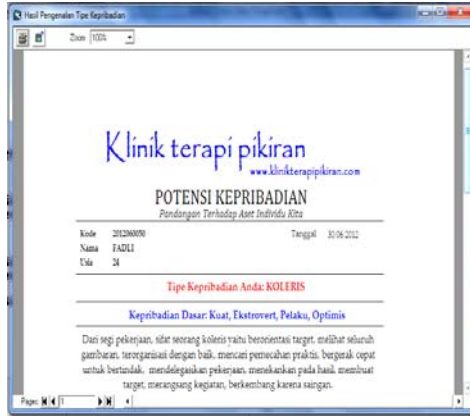 Hasil Pengenalan Tipe Kepribadian
Zoom 100%
Klinik terapi pikiran
www.klinikterapipikiran.com
POTENSI KEPRIBADIAN
Pandangan Terhadap Aset Individu Kita
Kode 2012060050 Tanggal 30/06/2012
Nama FADLI
Usia 24
Tipe Kepribadian Anda: KOLERIS
Kepribadian Dasar: Kuat, Ekstrovert, Pelaku, Optimis
Dari segi pekerjaan, sifat seorang koleris yaitu berorientasi target, melihat seluruh
gambaran, terorganisasi dengan baik, mencari pemecahan praktis, bergerak cepat
untuk bertindak, mendelegasikan pekerjaan, menekankan pada hasil, membuat
target, merangsang kegiatan, berkembang karena saingan.
Pages: 1